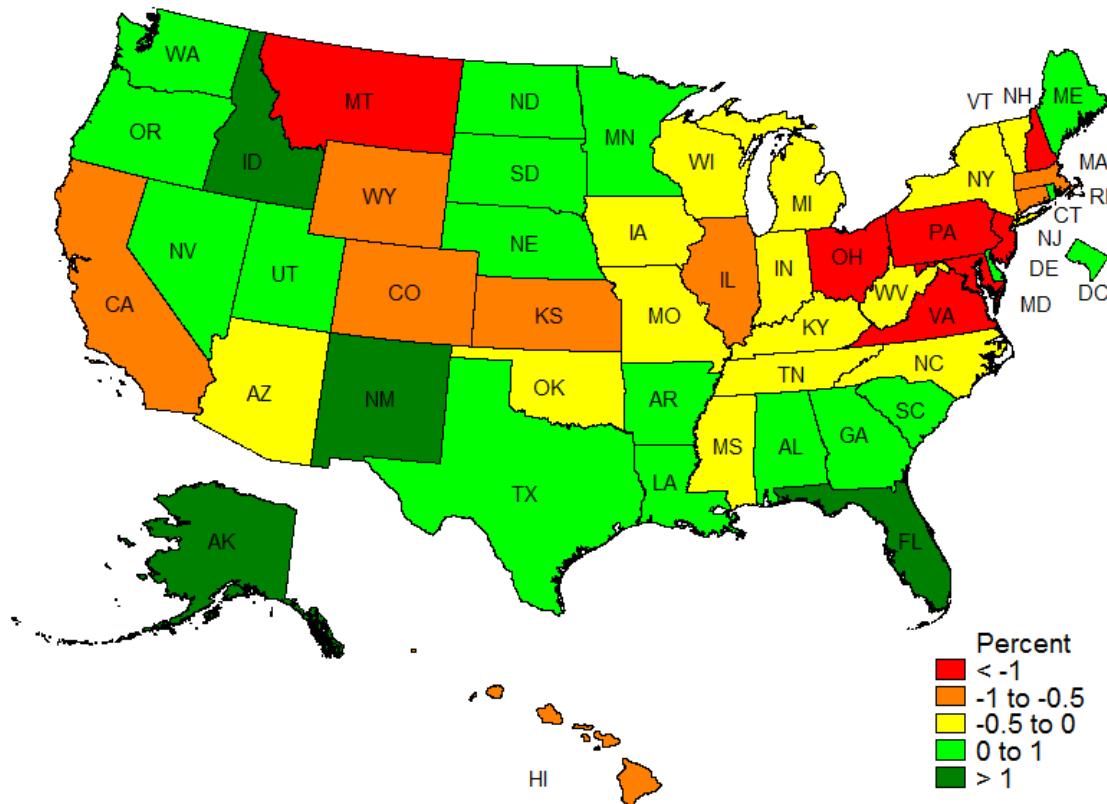 WA
MT
ND
MN
VT
NH
ME
OR
ID
SD
WI
NY
MA
WY
MI
RI
CT
NE
IA
PA
NJ
NV
UT
IL
IN
OH
DE
CO
WV
DC
CA
KS
MO
KY
VA
MD
AZ
NM
OK
TN
NC
AR
SC
MS
AL
GA
TX
LA
AK
FL
Percent
< -1
-1 to -0.5
-0.5 to 0
0 to 1
> 1
HI